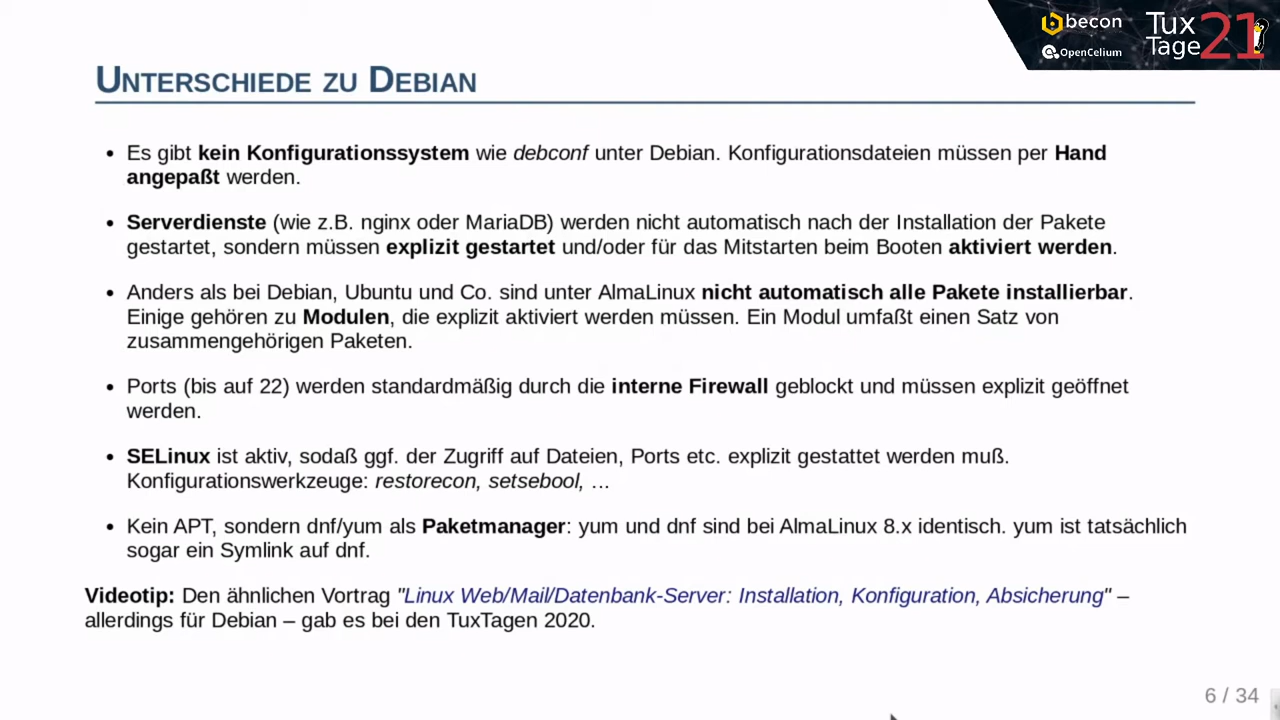 becon
OpenCelium
Tux
Tage 21
UNTERSCHIEDE ZU DEBIAN
• Es gibt kein Konfigurationssystem wie debconf unter Debian. Konfigurationsdateien müssen per Hand
angepaßt werden.
• Serverdienste (wie z.B. nginx oder MariaDB) werden nicht automatisch nach der Installation der Pakete
gestartet, sondern müssen explizit gestartet und/oder für das Mitstarten beim Booten aktiviert werden.
• Anders als bei Debian, Ubuntu und Co. sind unter AlmaLinux nicht automatisch alle Pakete installierbar.
Einige gehören zu Modulen, die explizit aktiviert werden müssen. Ein Modul umfaßt einen Satz von
zusammengehörigen Paketen.
• Ports (bis auf 22) werden standardmäßig durch die interne Firewall geblockt und müssen explizit geöffnet
werden.
• SELinux ist aktiv, sodaß ggf. der Zugriff auf Dateien, Ports etc. explizit gestattet werden muß.
Konfigurationswerkzeuge: restorecon, setsebool, ...
• Kein APT, sondern dnf/yum als Paketmanager: yum und dnf sind bei AlmaLinux 8.x identisch. yum ist tatsächlich
sogar ein Symlink auf dnf.
Videotip: Den ähnlichen Vortrag "Linux Web/Mail/Datenbank-Server: Installation, Konfiguration, Absicherung" –
allerdings für Debian – gab es bei den TuxTagen 2020.
6 / 34